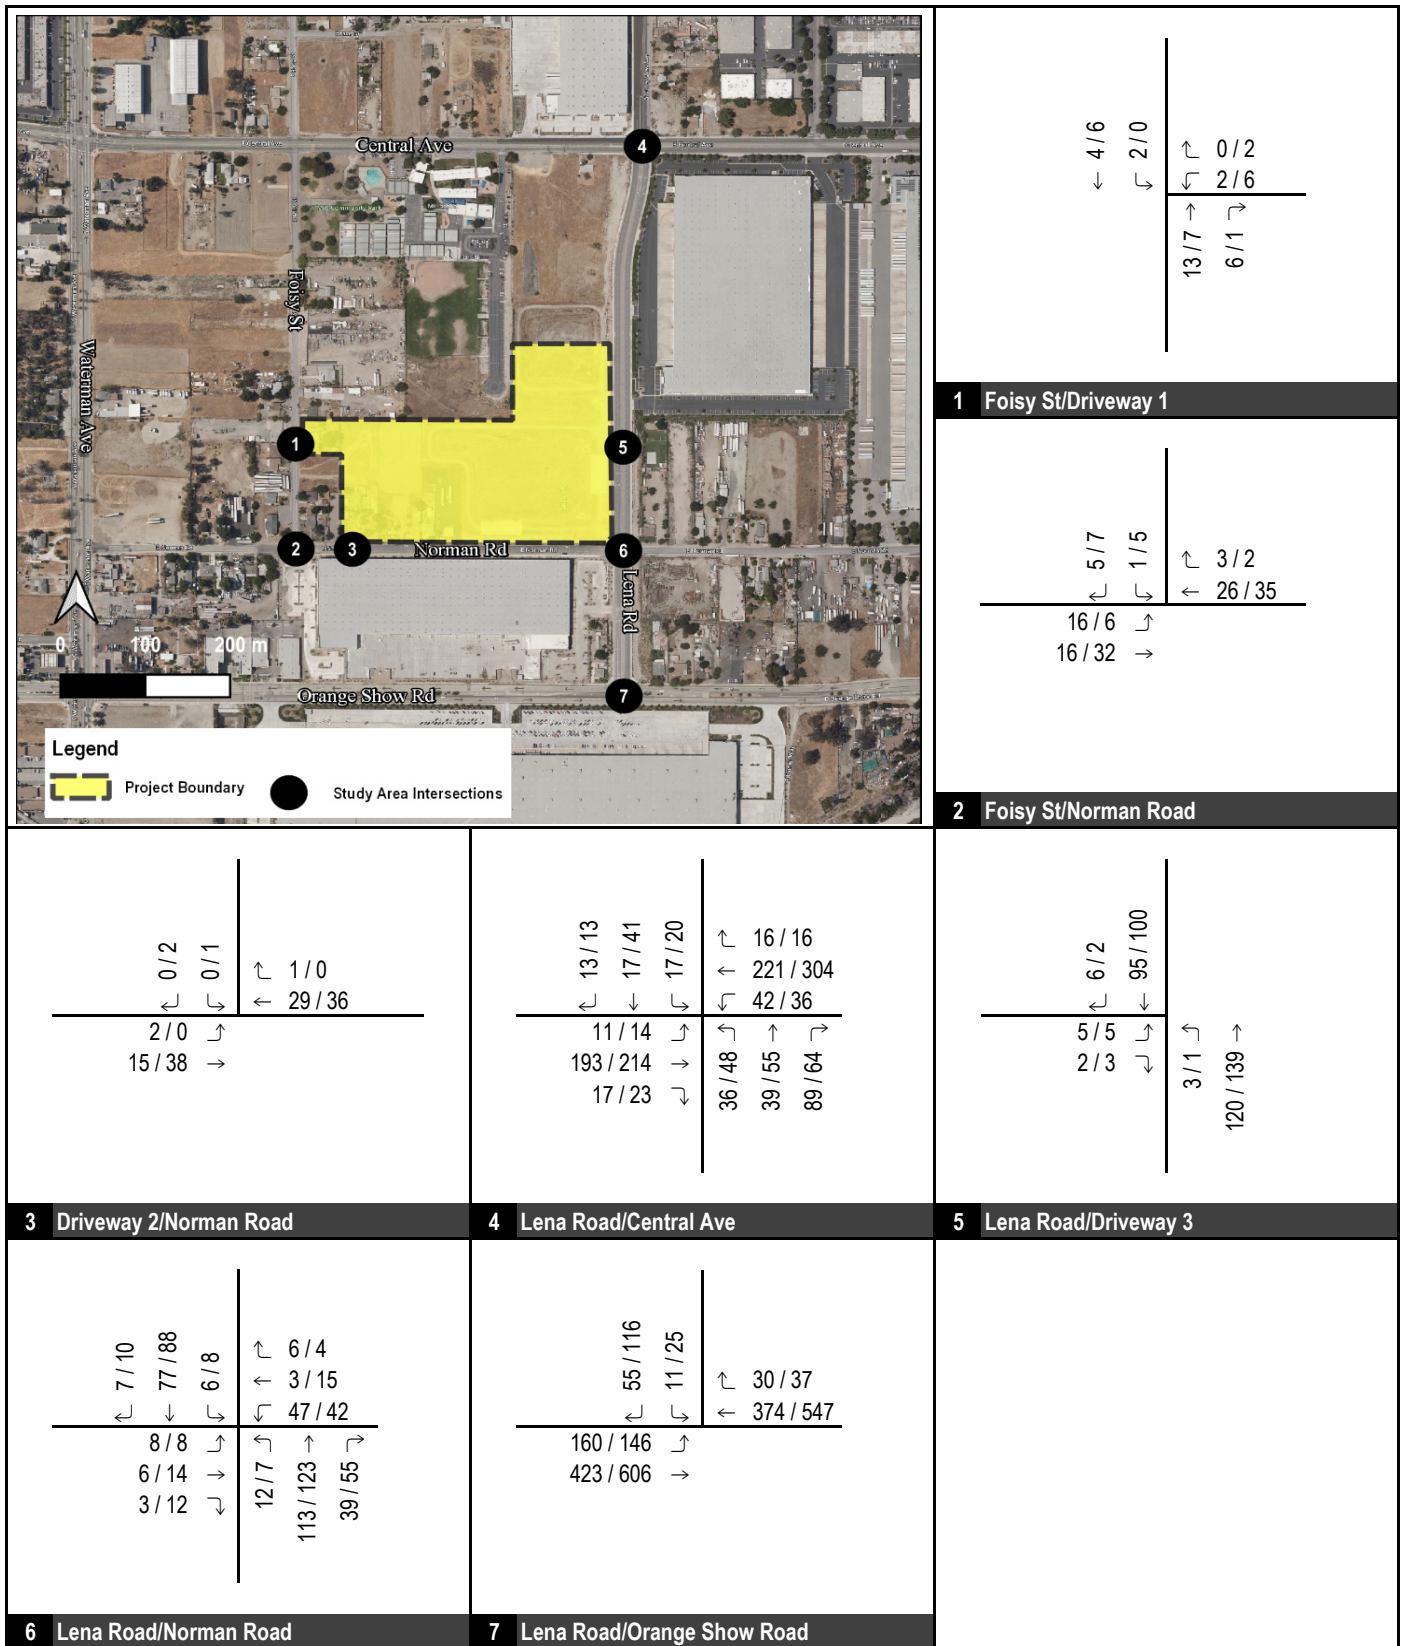 Central Ave
4
Foisy St
Waterman Ave
1
5
2
3
Norman Rd
6
Lena Rd
0 100 200 m
Orange Show Rd
7
Legend
Project Boundary
Study Area Intersections
4 / 6
2 / 0
0 / 2
2 / 6
13 / 7
6 / 1
1 Foisy St/Driveway 1
5 / 7
1 / 5
3 / 2
26 / 35
16 / 6
16 / 32
2 Foisy St/Norman Road
0 / 2
0 / 1
1 / 0
29 / 36
2 / 0
15 / 38
3 Driveway 2/Norman Road
13 / 13
17 / 41
17 / 20
16 / 16
221 / 304
42 / 36
11 / 14
193 / 214
17 / 23
36 / 48
39 / 55
89 / 64
4 Lena Road/Central Ave
6 / 2
95 / 100
5 / 5
2 / 3
3 / 1
120 / 139
5 Lena Road/Driveway 3
7 / 10
77 / 88
6 / 8
6 / 4
3 / 15
47 / 42
8 / 8
6 / 14
3 / 12
12 / 7
113 / 123
39 / 55
6 Lena Road/Norman Road
55 / 116
11 / 25
30 / 37
374 / 547
160 / 146
423 / 606
7 Lena Road/Orange Show Road